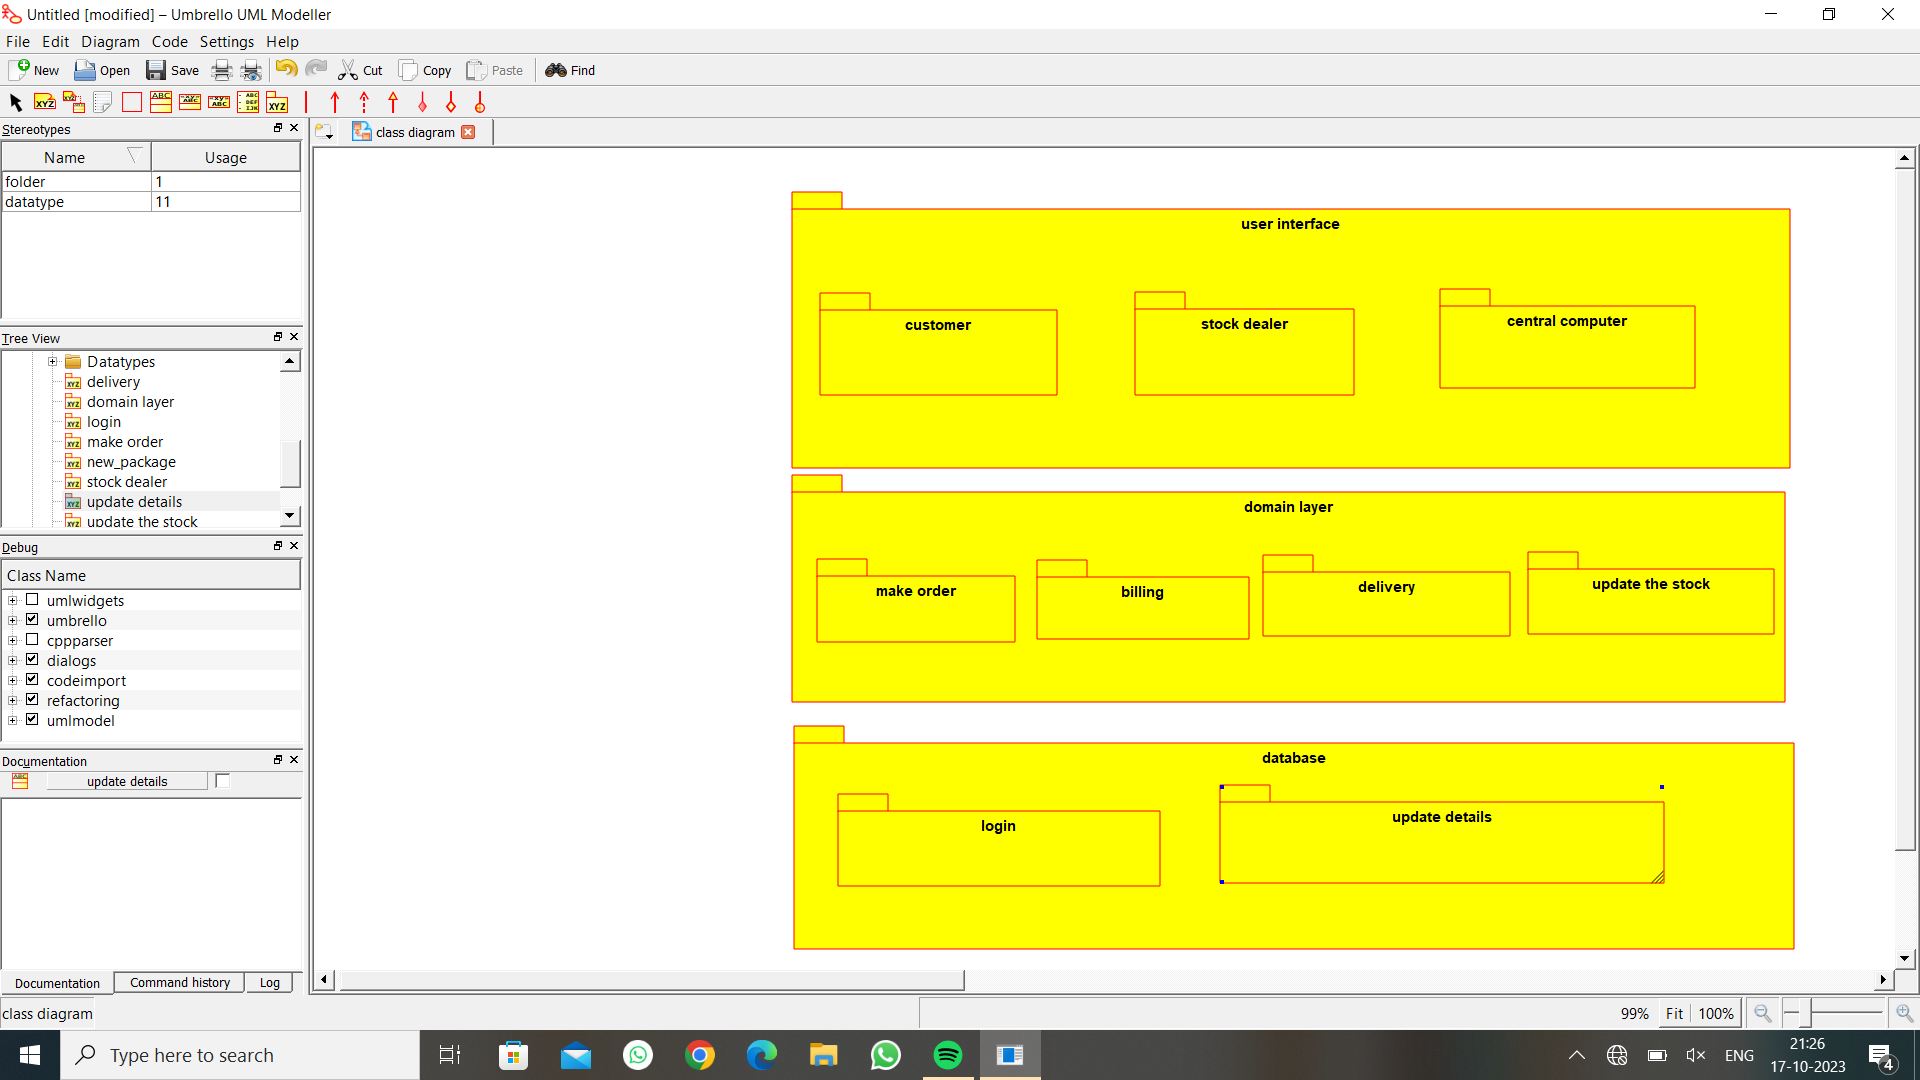 Untitled [modified] – Umbrello UML Modeller
File Edit Diagram Code Settings Help
New Open Save Cut Copy Paste Find
Stereotypes
class diagram
Name Usage
folder 1
datatype 11
Tree View
Datatypes
delivery
domain layer
login
make order
new_package
stock dealer
update details
update the stock
Debug
Class Name
umlwidgets
umbrello
cppparser
dialogs
codeimport
refactoring
umlmodel
Documentation
update details
Documentation Command history Log
class diagram
user interface
customer
stock dealer
central computer
domain layer
make order
billing
delivery
update the stock
database
login
update details
99% Fit 100%
Type here to search
ENG
21:26
17-10-2023
4